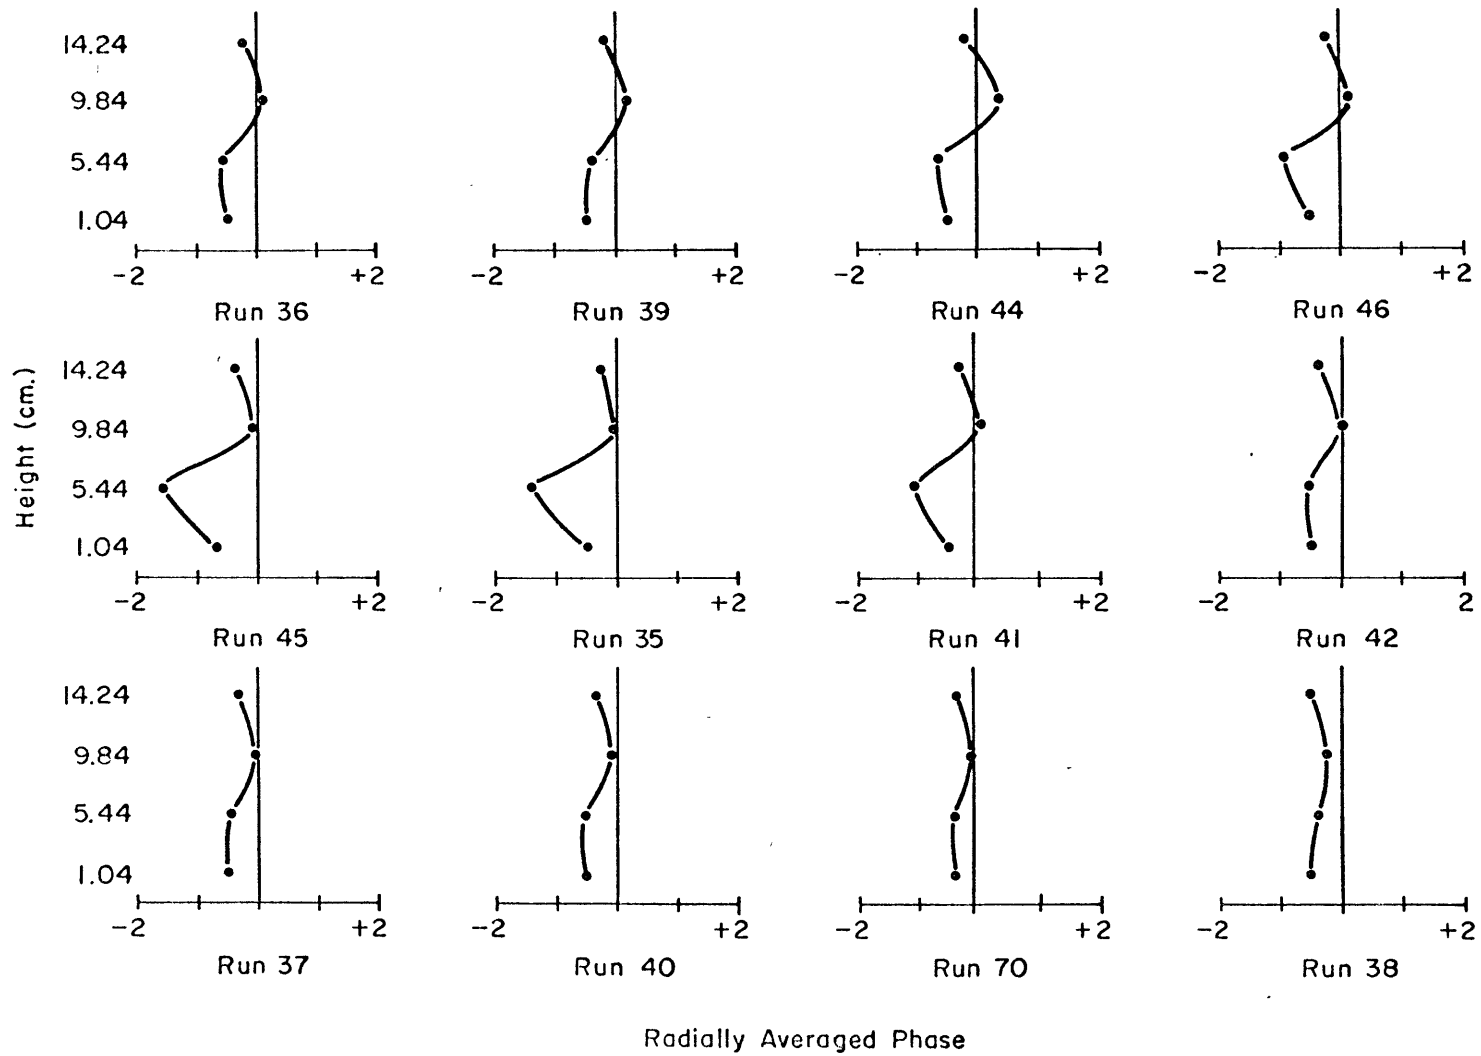 14.24
9.84
5.44
1.04
-2 +2 -2 +2 -2 +2 -2 +2
Run 36 Run 39 Run 44 Run 46
Height (cm.)
14.24
9.84
5.44
1.04
-2 +2 -2 +2 -2 +2 -2 2
Run 45 Run 35 Run 41 Run 42
14.24
9.84
5.44
1.04
-2 +2 -2 +2 -2 +2 -2 +2
Run 37 Run 40 Run 70 Run 38
Radially Averaged Phase